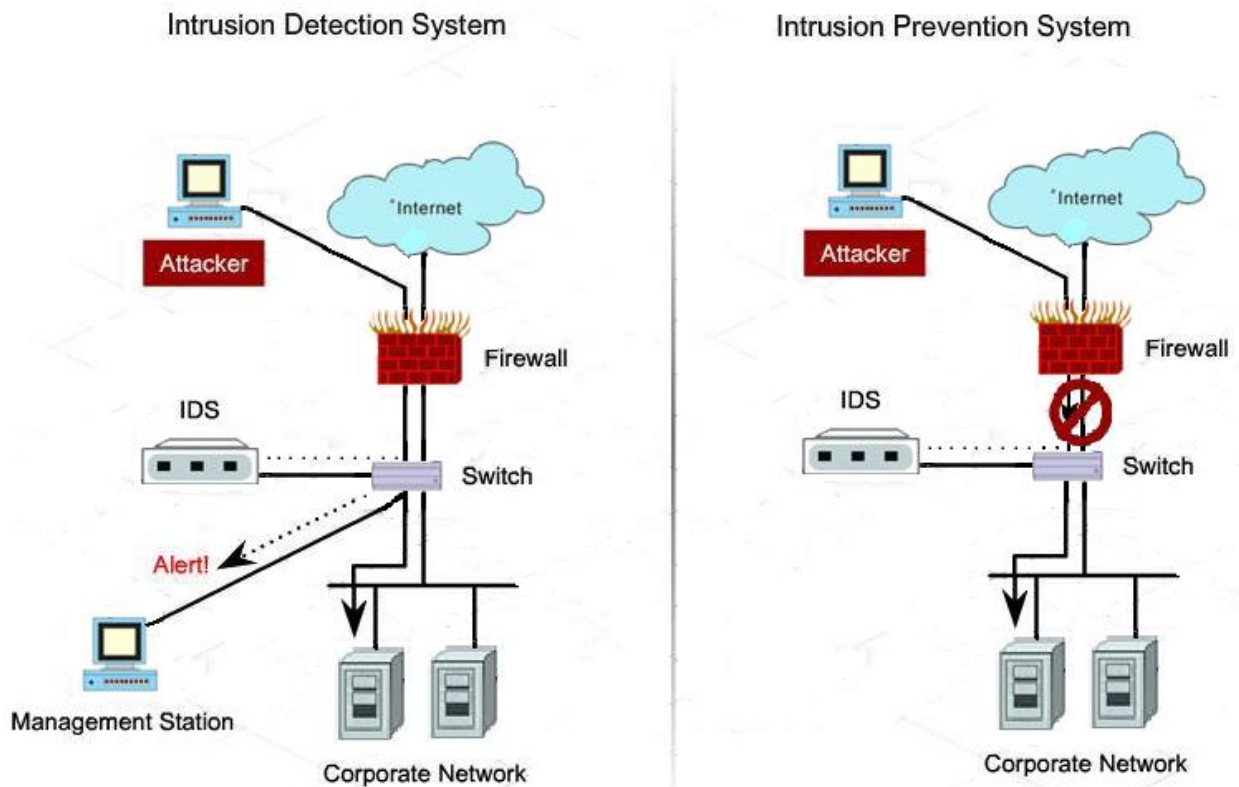 Intrusion Detection System
*Internet
Attacker
Firewall
IDS
Switch
Alert!
Management Station
Corporate Network
Intrusion Prevention System
*Internet
Attacker
Firewall
IDS
Switch
Corporate Network